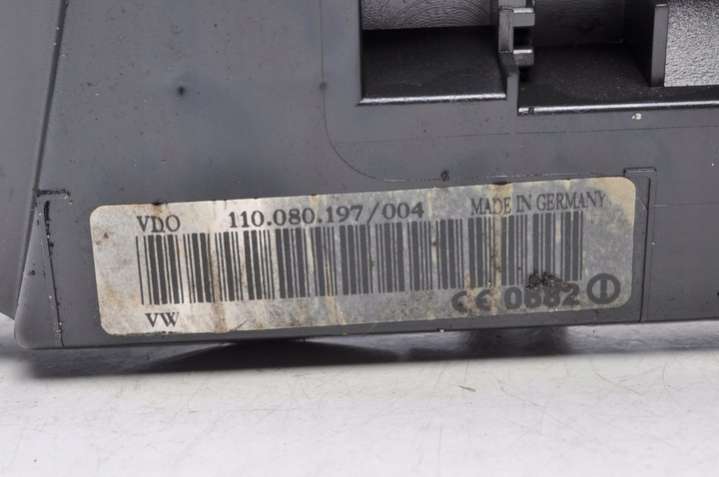 VDO 110.080.197/004 MADE IN GERMANY
VW CE 0682